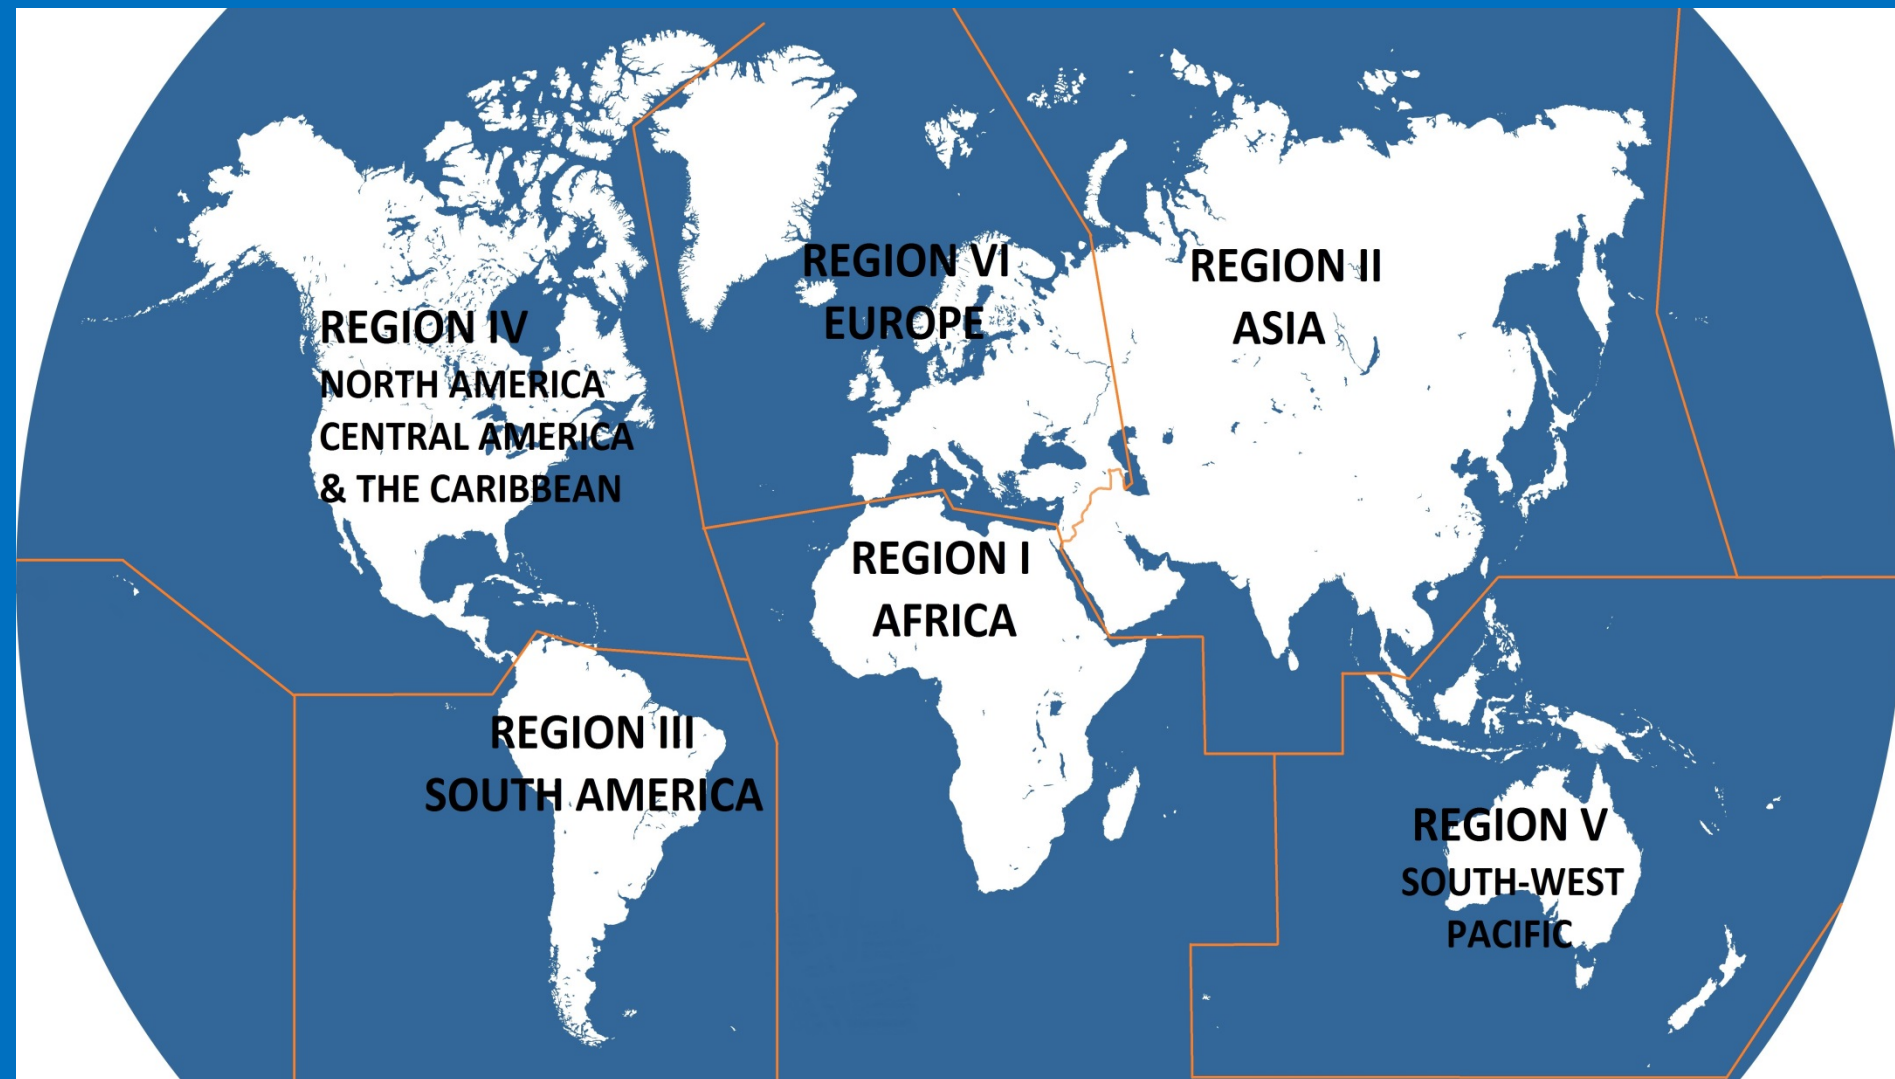 REGION VI
EUROPE
REGION II
ASIA
REGION IV
NORTH AMERICA
CENTRAL AMERICA
& THE CARIBBEAN
REGION I
AFRICA
REGION III
SOUTH AMERICA
REGION V
SOUTH-WEST
PACIFIC